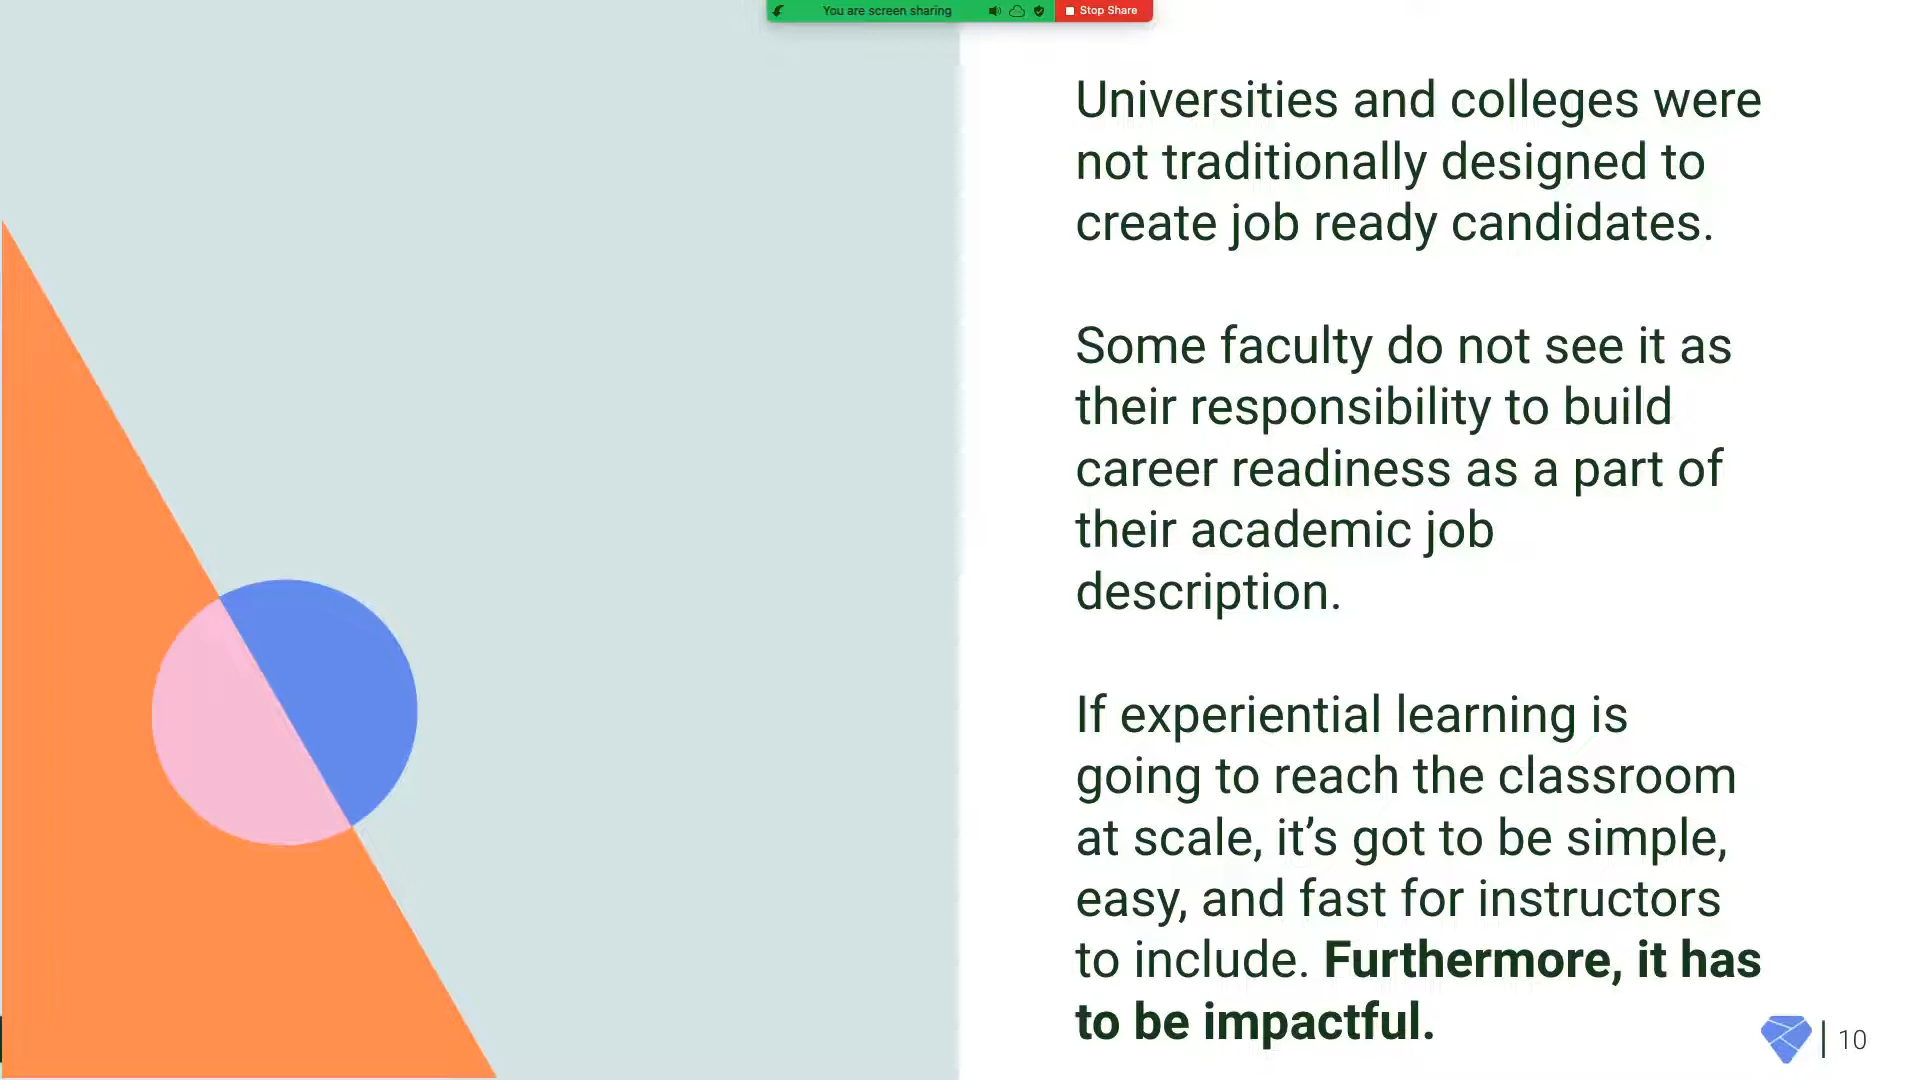 You are screen sharing
Stop Share
Universities and colleges were
not traditionally designed to
create job ready candidates.
Some faculty do not see it as
their responsibility to build
career readiness as a part of
their academic job
description.
If experiential learning is
going to reach the classroom
at scale, it’s got to be simple,
easy, and fast for instructors
to include. Furthermore, it has
to be impactful.
10